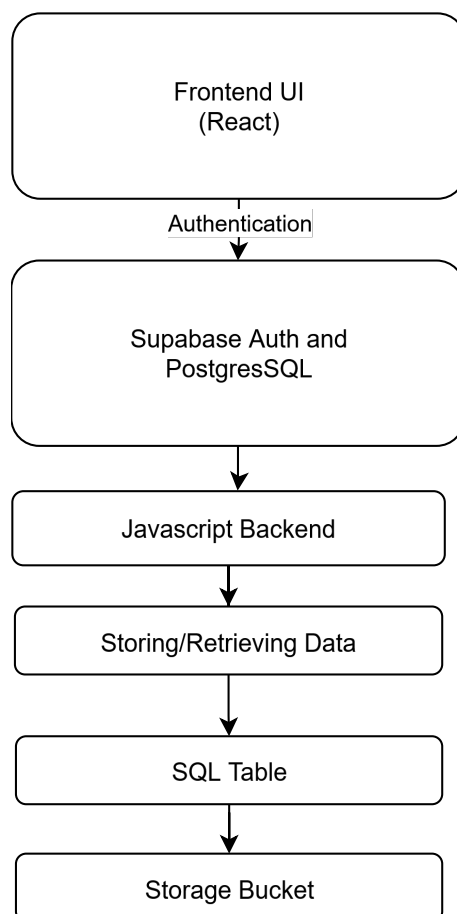 Frontend UI
(React)
Authentication
Supabase Auth and
PostgresSQL
Javascript Backend
Storing/Retrieving Data
SQL Table
Storage Bucket